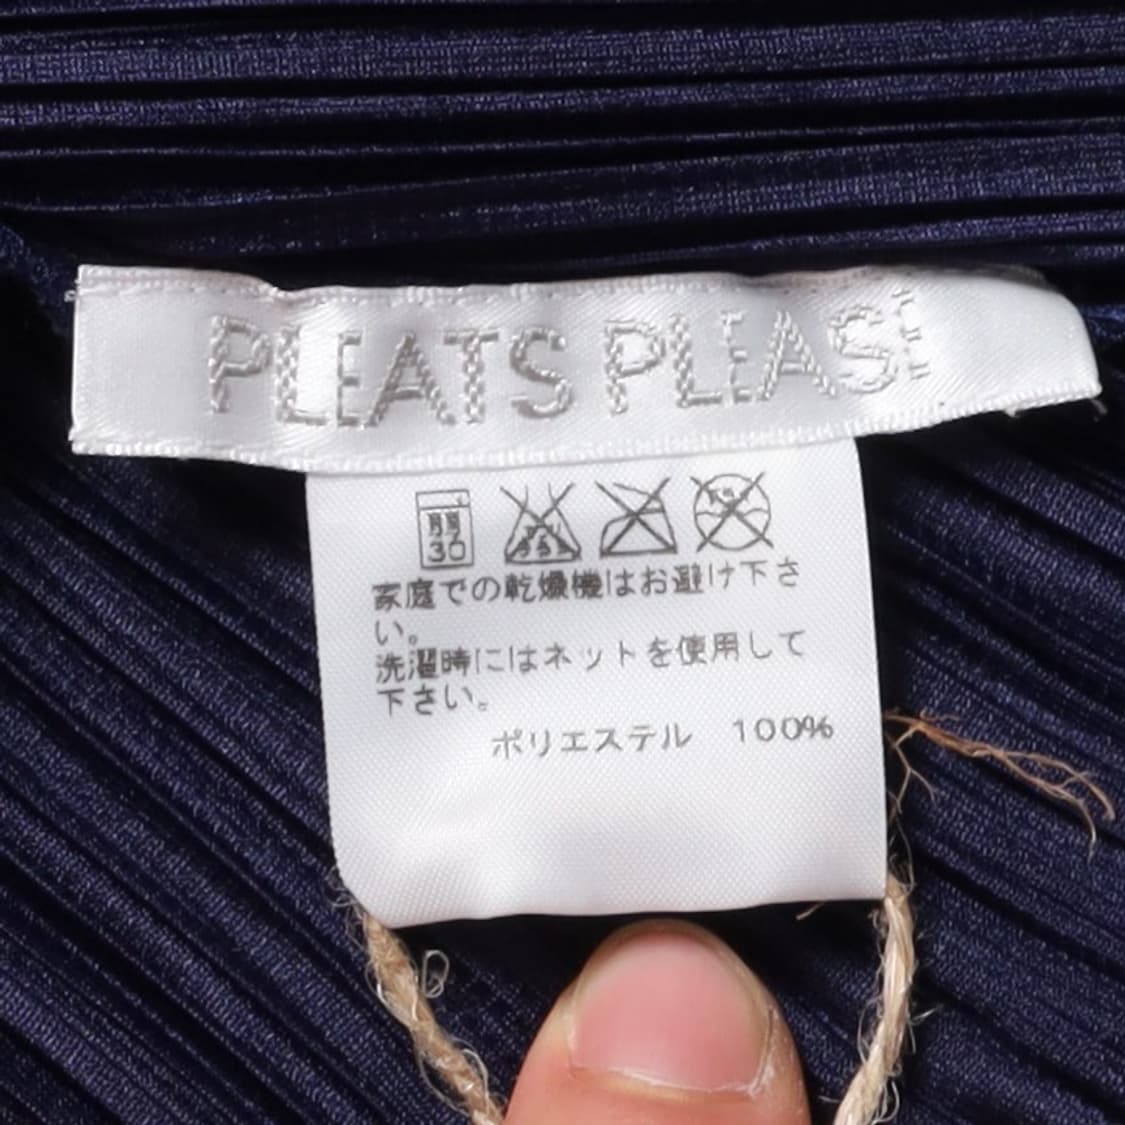 PLEATS PLEASE
30
家庭での乾燥機はお避け下さ
い。
洗濯時にはネットを使用して
下さい。
ポリエステル 100%